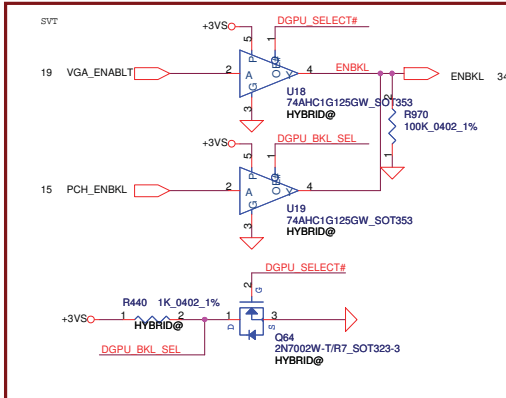 SVT
+3VS
DGPU_SELECT#
5
1
P
OE#
19 VGA_ENABLT
2
A
Y
4
ENBKL
ENBKL 34
G
3
U18
74AHC1G125GW_SOT353
HYBRID@
2
R970
100K_0402_1%
1
+3VS
DGPU_BKL_SEL
5
1
P
OE#
15 PCH_ENBKL
2
A
Y
4
G
3
U19
74AHC1G125GW_SOT353
HYBRID@
DGPU_SELECT#
2
G
R440 1K_0402_1%
+3VS
1
2
HYBRID@
1
D
S
3
DGPU_BKL_SEL
Q64
2N7002W-T/R7_SOT323-3
HYBRID@